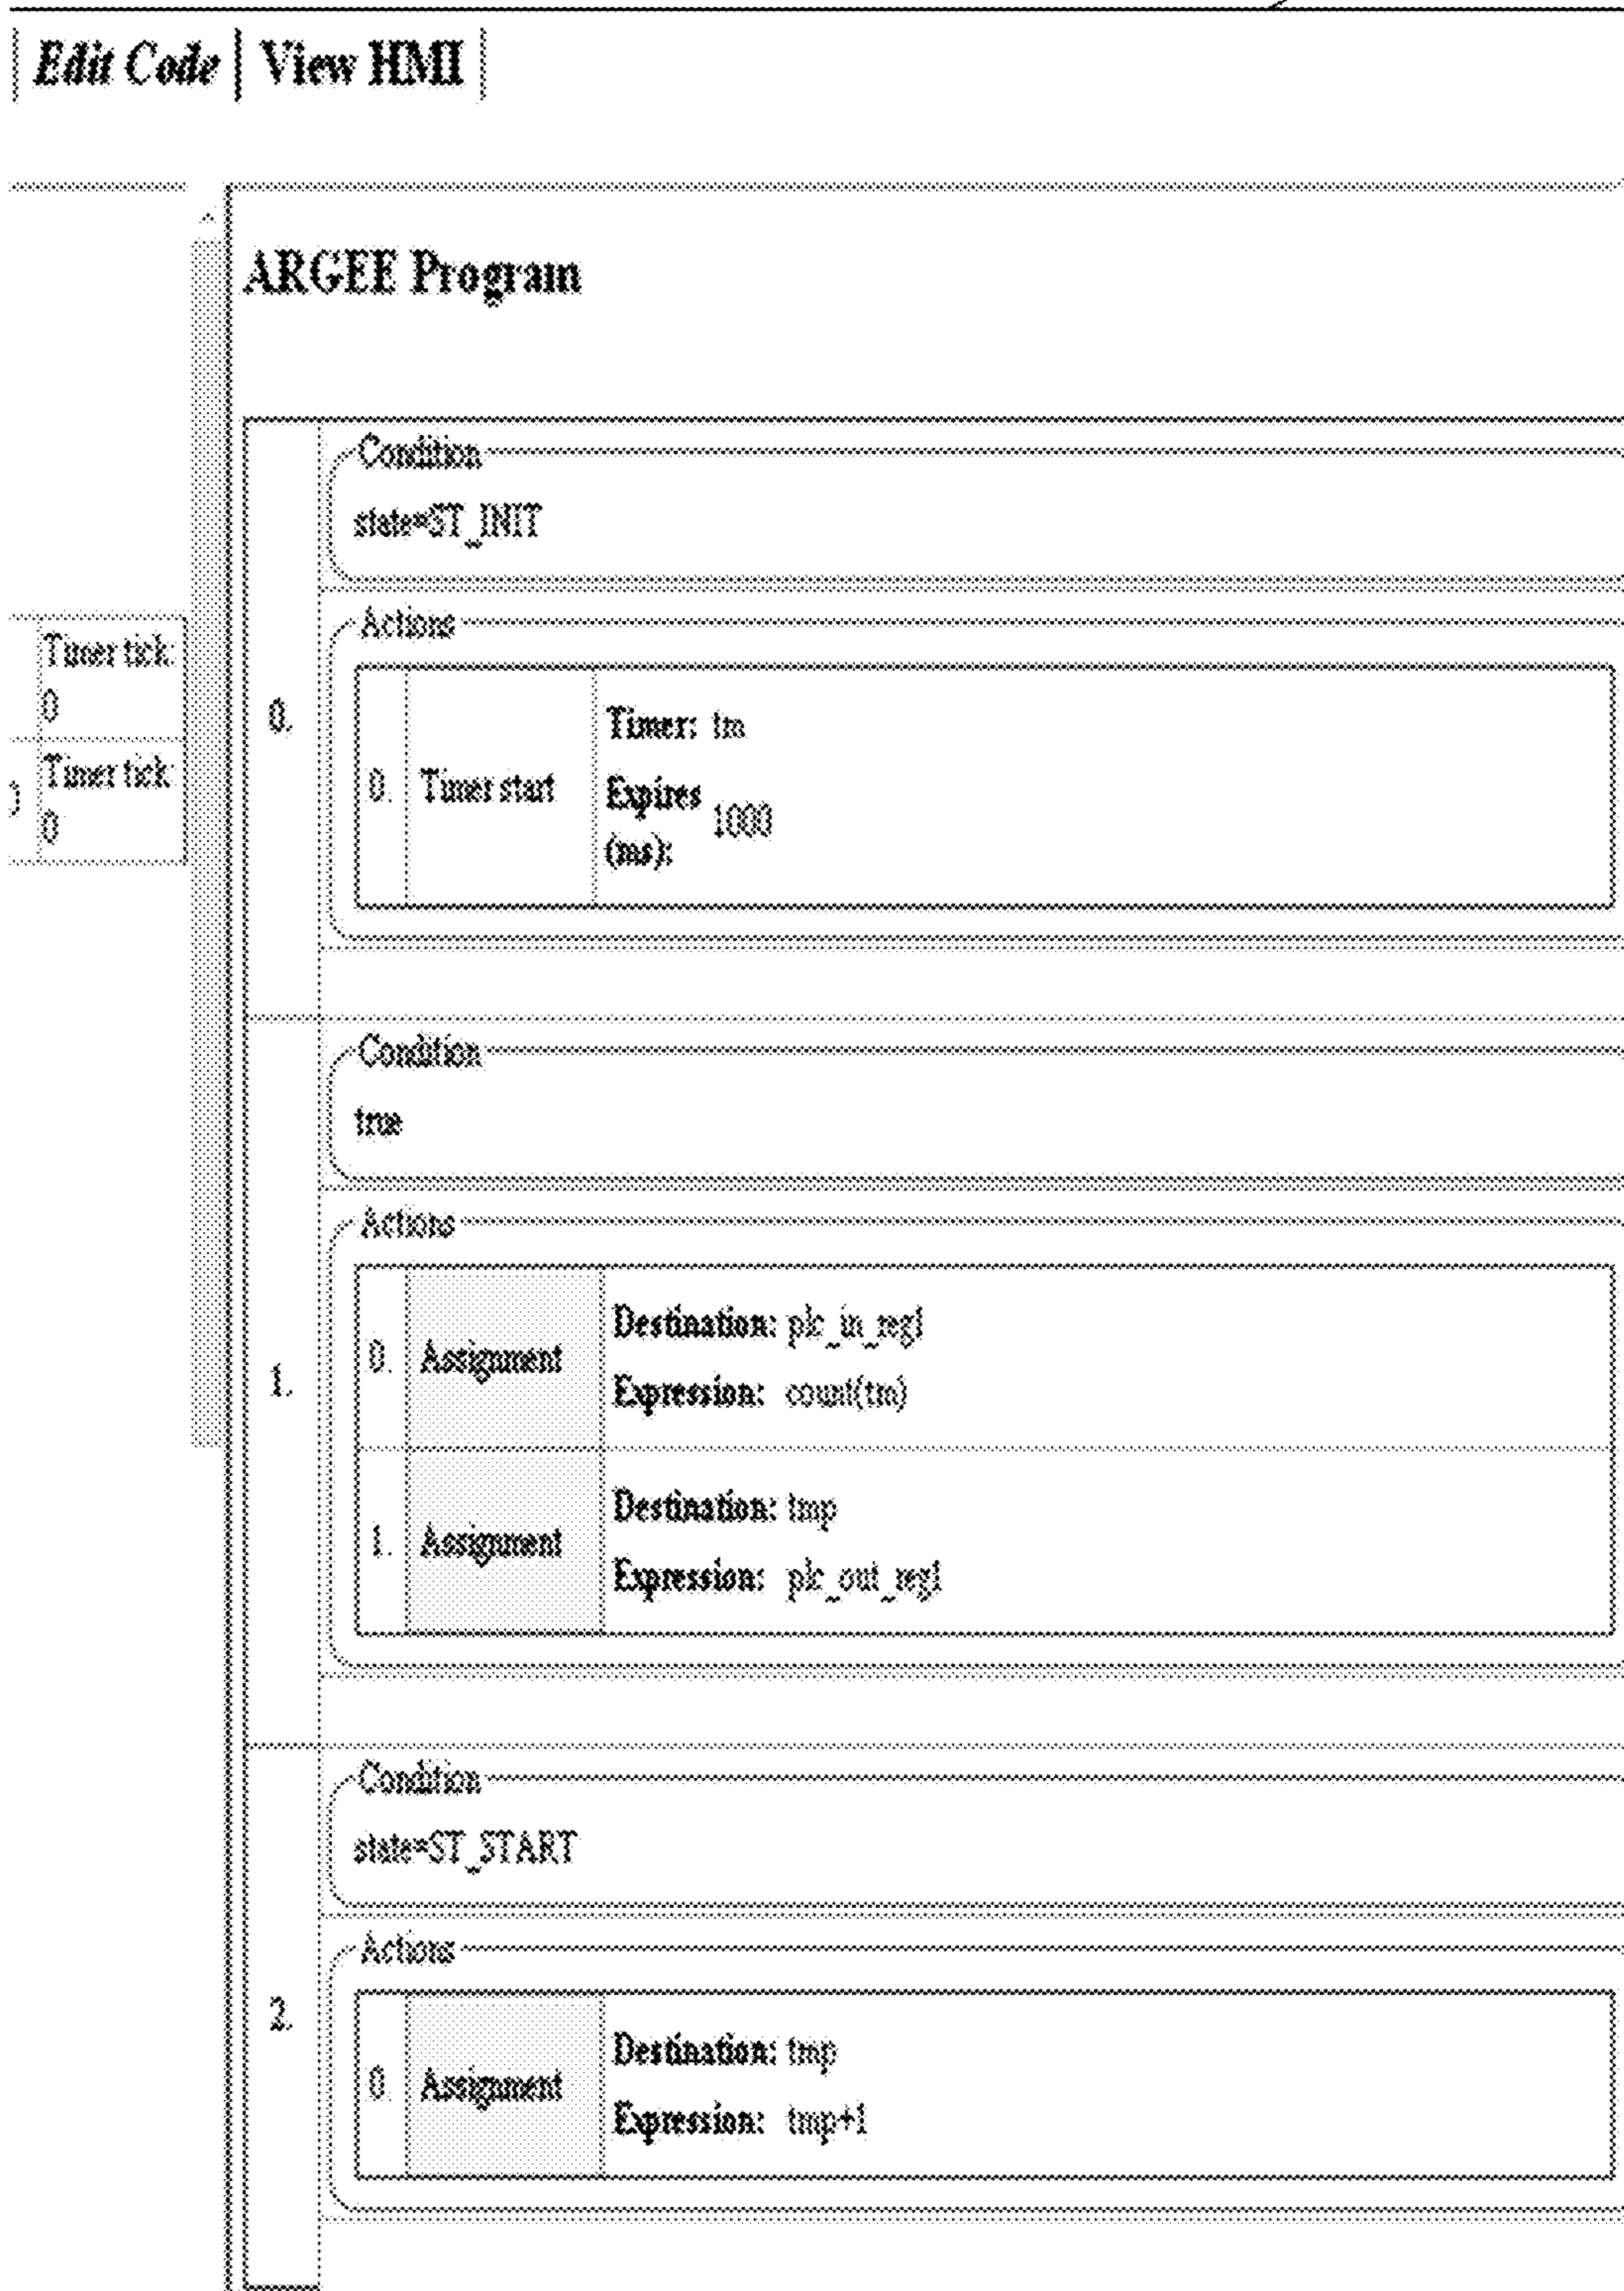 Edit Code | View HMI
ARGEE Program
Timer tick:
0
Timer tick:
0
0.
Condition
state=ST_INIT
Actions
0. Timer start
Timer: tm
Expires (ms): 1000
1.
Condition
true
Actions
0. Assignment
Destination: plc_in_reg1
Expression: count(tm)
1. Assignment
Destination: tmp
Expression: plc_out_reg1
2.
Condition
state=ST_START
Actions
0. Assignment
Destination: tmp
Expression: tmp+1